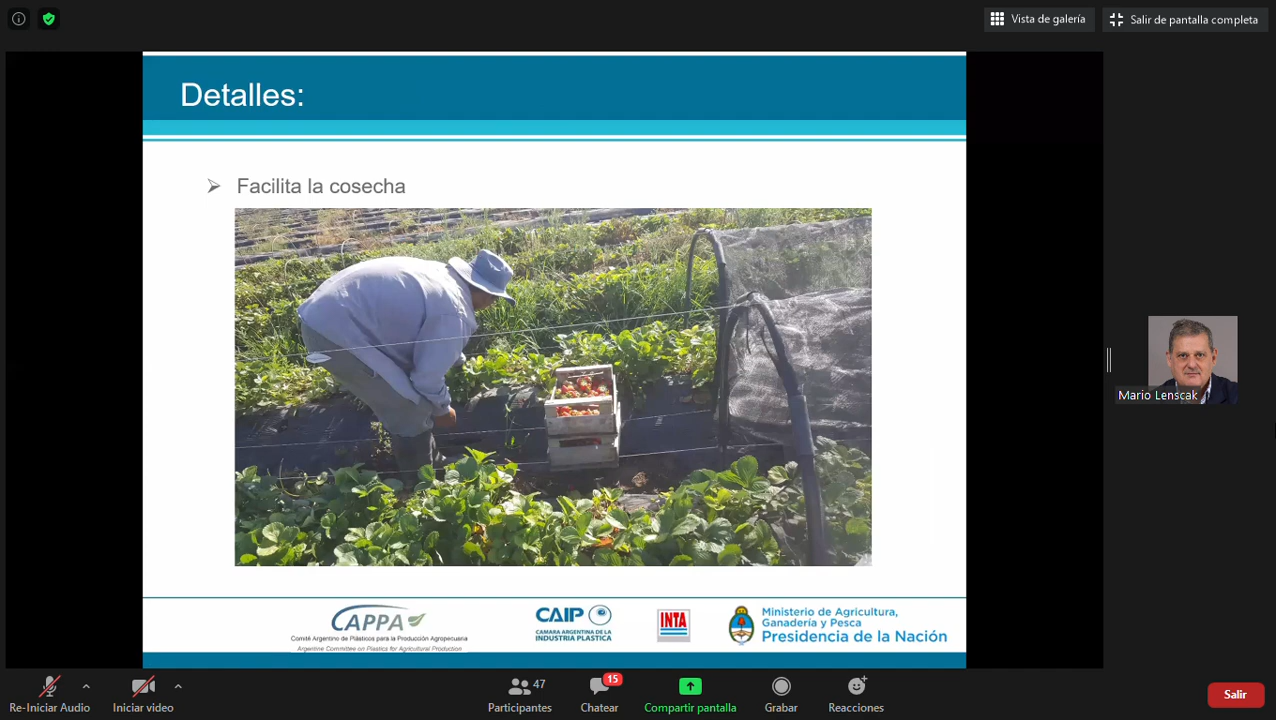 Vista de galería
Salir de pantalla completa
Detalles:
Facilita la cosecha
Mario Lenscak
CAPPA
Comité Argentino de Plásticos para la Producción Agropecuaria
Argentine Committee on Plastics for Agricultural Production
CAIP
CAMARA ARGENTINA DE LA
INDUSTRIA PLASTICA
INTA
Ministerio de Agricultura,
Ganadería y Pesca
Presidencia de la Nación
Re-Iniciar Audio
Iniciar video
47
Participantes
15
Chatear
Compartir pantalla
Grabar
Reacciones
Salir